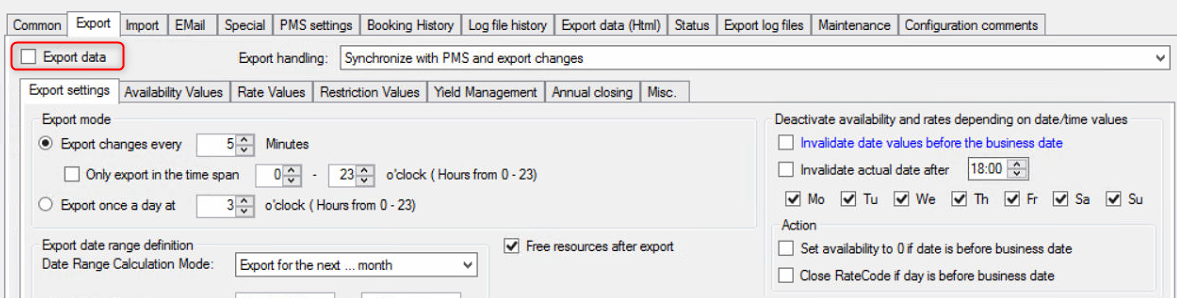 Common Export Import EMail Special PMS settings Booking History Log file history Export data (Html) Status Export log files Maintenance Configuration comments
Export data Export handling: Synchronize with PMS and export changes
Export settings Availability Values Rate Values Restriction Values Yield Management Annual closing Misc.
Export mode
Export changes every 5 Minutes
Only export in the time span 0 - 23 o'clock ( Hours from 0 - 23)
Export once a day at 3 o'clock ( Hours from 0 - 23)
Export date range definition
Date Range Calculation Mode: Export for the next ... month
Free resources after export
Deactivate availability and rates depending on date/time values
Invalidate date values before the business date
Invalidate actual date after 18:00
Mo Tu We Th Fr Sa Su
Action
Set availability to 0 if date is before business date
Close RateCode if day is before business date